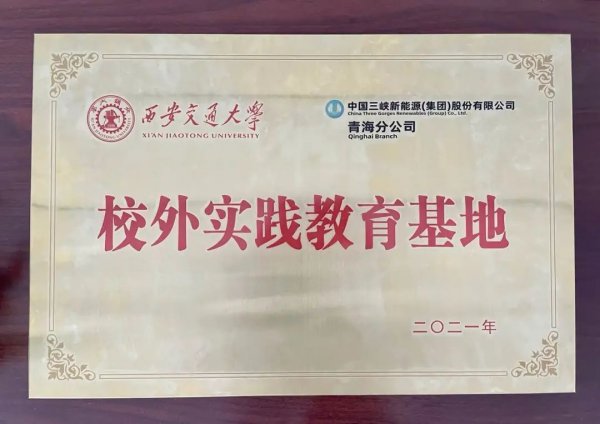 西安交通大学
XI'AN JIAOTONG UNIVERSITY
中国三峡新能源(集团)股份有限公司
China Three Gorges Renewables (Group) Co., Ltd.
青海分公司
Qinghai Branch
校外实践教育基地
二〇二一年